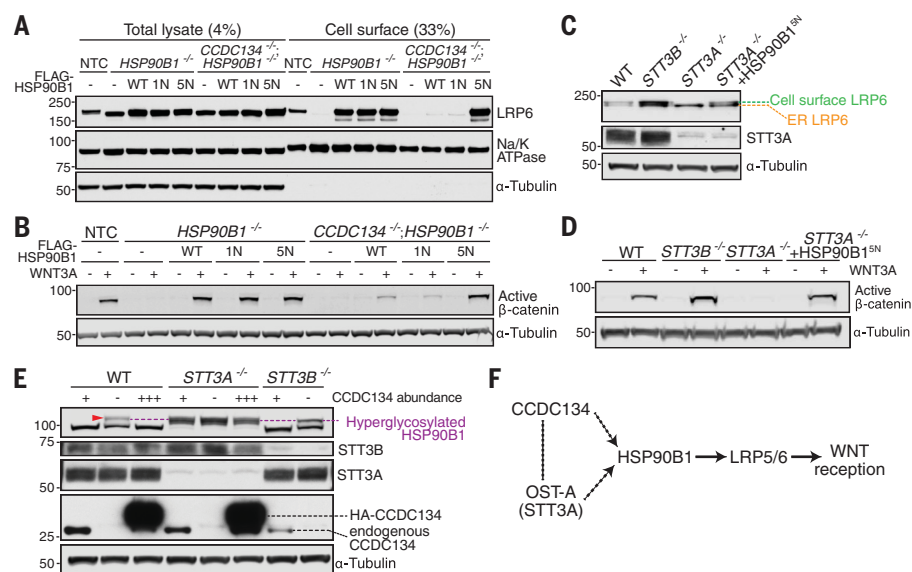 A
Total lysate (4%) Cell surface (33%)
NTC HSP90B1 -/- CCDC134 -/-; HSP90B1 -/- NTC HSP90B1 -/- CCDC134 -/-; HSP90B1 -/-
FLAG-HSP90B1 - - WT 1N 5N - WT 1N 5N - - WT 1N 5N - WT 1N 5N
250
150
LRP6
100
75
Na/K ATPase
50
α-Tubulin
B
NTC HSP90B1 -/- CCDC134 -/-;HSP90B1 -/-
FLAG-HSP90B1 - - WT 1N 5N - WT 1N 5N
WNT3A - + - + - + - + - + - + - + - + - +
100
Active β-catenin
50
α-Tubulin
C
WT STT3B -/- STT3A -/- STT3A -/- +HSP90B1 5N
250
Cell surface LRP6
ER LRP6
50
STT3A
50
α-Tubulin
D
WT STT3B -/- STT3A -/- STT3A -/- +HSP90B1 5N
- + - + - + - + WNT3A
100
Active β-catenin
50
α-Tubulin
E
WT STT3A -/- STT3B -/-
+ - +++ + - +++ + - CCDC134 abundance
100
Hyperglycosylated HSP90B1
75
STT3B
50
STT3A
25
HA-CCDC134
endogenous CCDC134
50
α-Tubulin
F
CCDC134
HSP90B1
LRP5/6
WNT reception
OST-A
(STT3A)